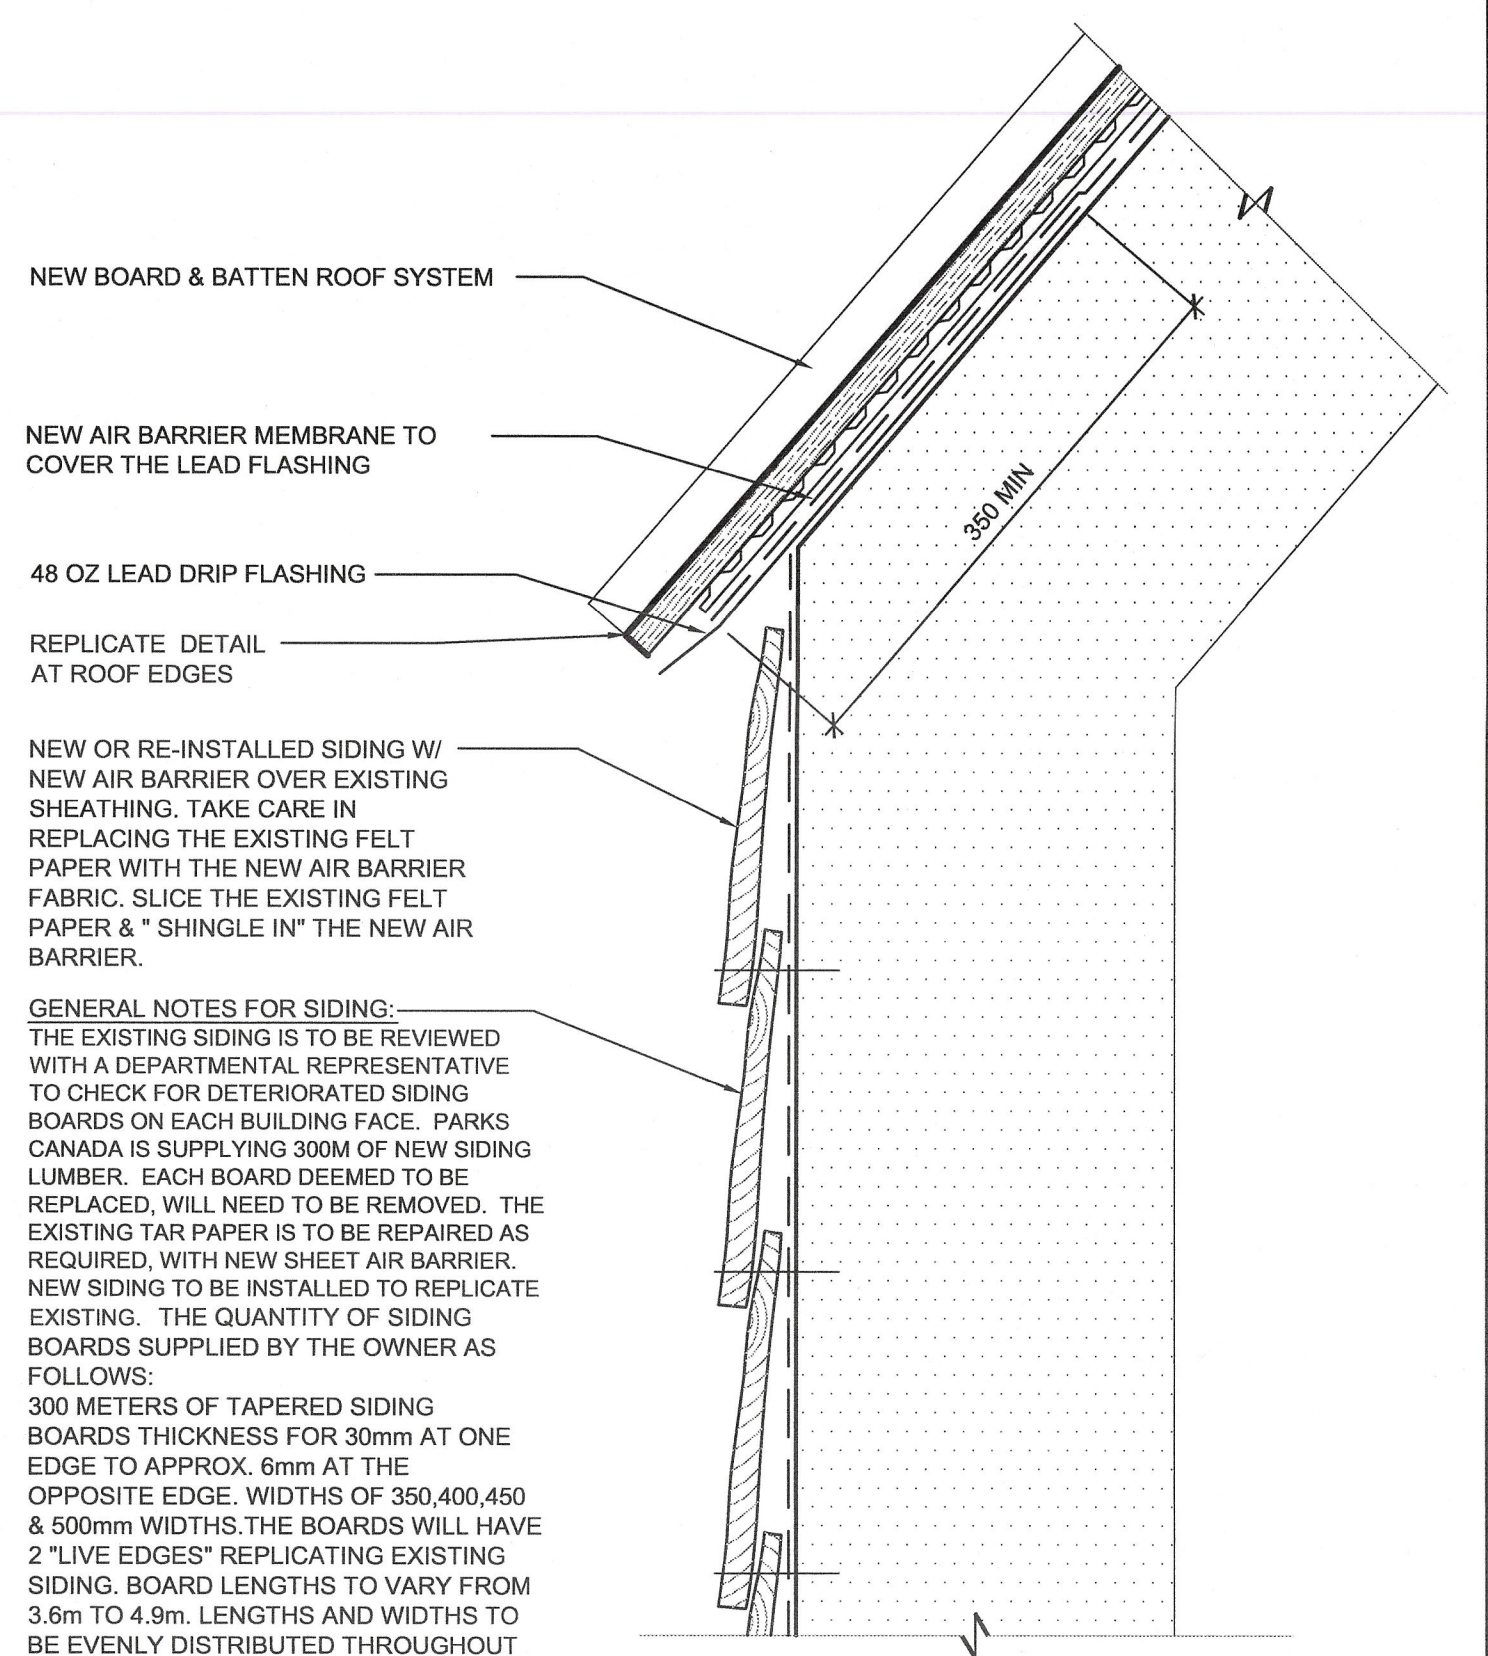 NEW BOARD & BATTEN ROOF SYSTEM
NEW AIR BARRIER MEMBRANE TO
COVER THE LEAD FLASHING
350 MIN
48 OZ LEAD DRIP FLASHING
REPLICATE DETAIL
AT ROOF EDGES
NEW OR RE-INSTALLED SIDING W/
NEW AIR BARRIER OVER EXISTING
SHEATHING. TAKE CARE IN
REPLACING THE EXISTING FELT
PAPER WITH THE NEW AIR BARRIER
FABRIC. SLICE THE EXISTING FELT
PAPER & " SHINGLE IN" THE NEW AIR
BARRIER.
GENERAL NOTES FOR SIDING:
THE EXISTING SIDING IS TO BE REVIEWED
WITH A DEPARTMENTAL REPRESENTATIVE
TO CHECK FOR DETERIORATED SIDING
BOARDS ON EACH BUILDING FACE. PARKS
CANADA IS SUPPLYING 300M OF NEW SIDING
LUMBER. EACH BOARD DEEMED TO BE
REPLACED, WILL NEED TO BE REMOVED. THE
EXISTING TAR PAPER IS TO BE REPAIRED AS
REQUIRED, WITH NEW SHEET AIR BARRIER.
NEW SIDING TO BE INSTALLED TO REPLICATE
EXISTING. THE QUANTITY OF SIDING
BOARDS SUPPLIED BY THE OWNER AS
FOLLOWS:
300 METERS OF TAPERED SIDING
BOARDS THICKNESS FOR 30mm AT ONE
EDGE TO APPROX. 6mm AT THE
OPPOSITE EDGE. WIDTHS OF 350,400,450
& 500mm WIDTHS.THE BOARDS WILL HAVE
2 "LIVE EDGES" REPLICATING EXISTING
SIDING. BOARD LENGTHS TO VARY FROM
3.6m TO 4.9m. LENGTHS AND WIDTHS TO
BE EVENLY DISTRIBUTED THROUGHOUT